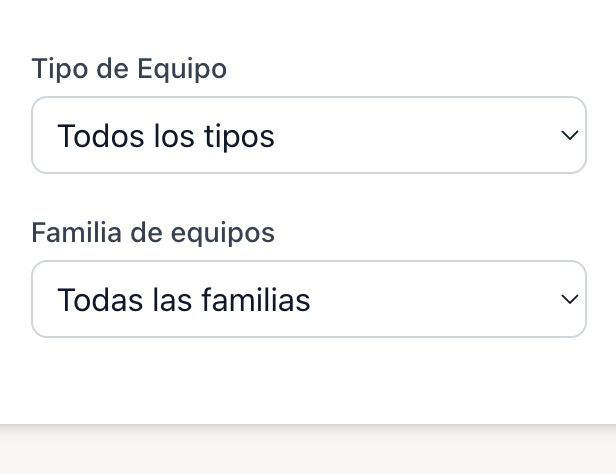 Tipo de Equipo
Todos los tipos
Familia de equipos
Todas las familias